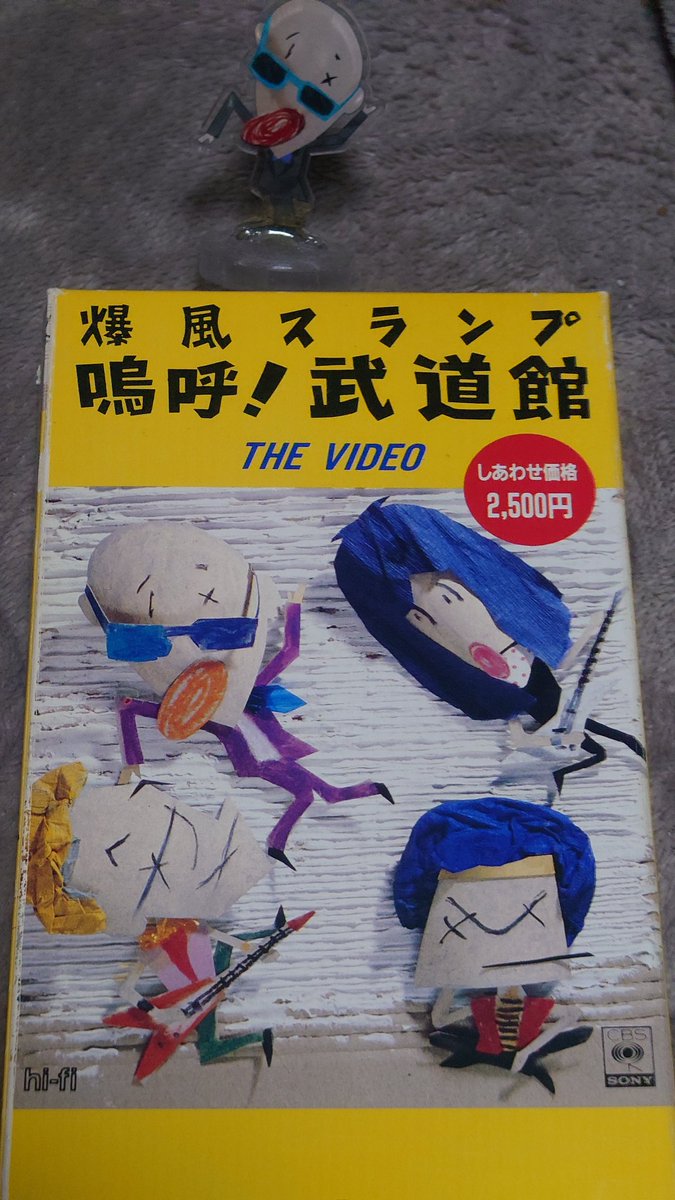 爆風スランプ
嗚呼!武道館
THE VIDEO
しあわせ価格
2,500円
hi-fi
CBS
SONY